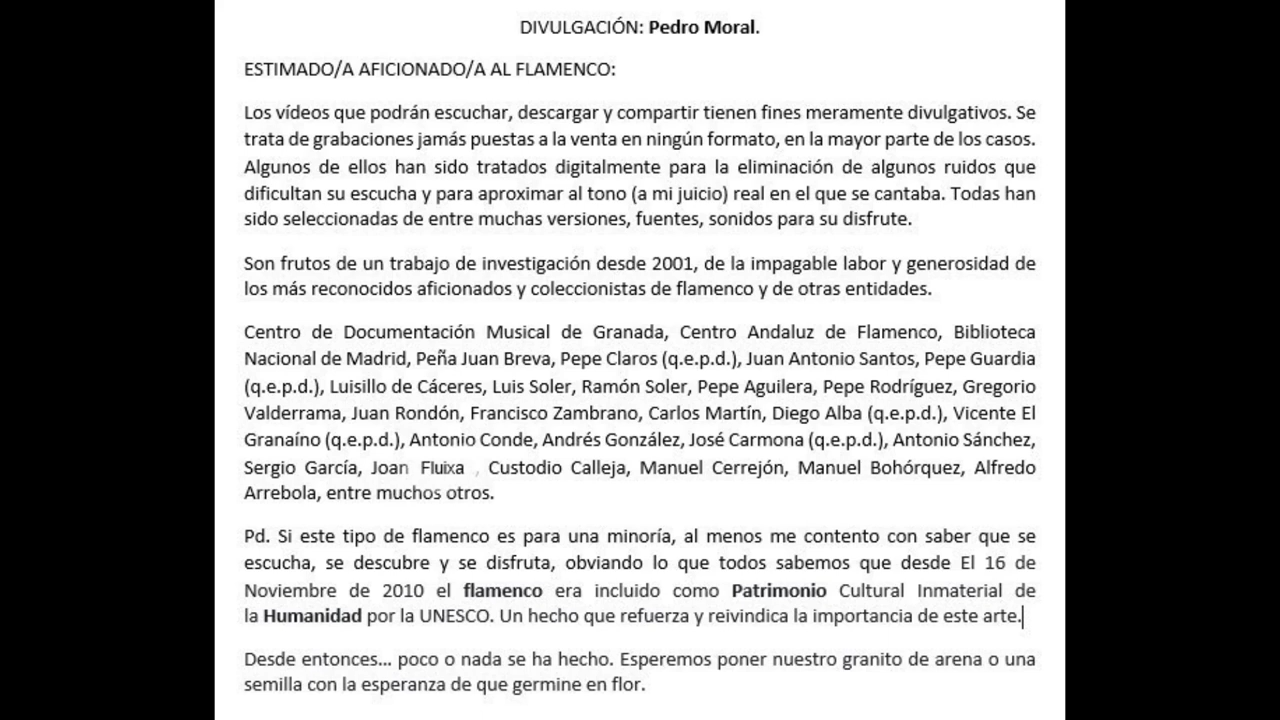 DIVULGACIÓN: Pedro Moral.
ESTIMADO/A AFICIONADO/A AL FLAMENCO:
Los vídeos que podrán escuchar, descargar y compartir tienen fines meramente divulgativos. Se
trata de grabaciones jamás puestas a la venta en ningún formato, en la mayor parte de los casos.
Algunos de ellos han sido tratados digitalmente para la eliminación de algunos ruidos que
dificultan su escucha y para aproximar al tono (a mi juicio) real en el que se cantaba. Todas han
sido seleccionadas de entre muchas versiones, fuentes, sonidos para su disfrute.
Son frutos de un trabajo de investigación desde 2001, de la impagable labor y generosidad de
los más reconocidos aficionados y coleccionistas de flamenco y de otras entidades.
Centro de Documentación Musical de Granada, Centro Andaluz de Flamenco, Biblioteca
Nacional de Madrid, Peña Juan Breva, Pepe Claros (q.e.p.d.), Juan Antonio Santos, Pepe Guardia
(q.e.p.d.), Luisillo de Cáceres, Luis Soler, Ramón Soler, Pepe Aguilera, Pepe Rodríguez, Gregorio
Valderrama, Juan Rondón, Francisco Zambrano, Carlos Martín, Diego Alba (q.e.p.d.), Vicente El
Granaíno (q.e.p.d.), Antonio Conde, Andrés González, José Carmona (q.e.p.d.), Antonio Sánchez,
Sergio García, Joan Fluixa , Custodio Calleja, Manuel Cerrejón, Manuel Bohórquez, Alfredo
Arrebola, entre muchos otros.
Pd. Si este tipo de flamenco es para una minoría, al menos me contento con saber que se
escucha, se descubre y se disfruta, obviando lo que todos sabemos que desde El 16 de
Noviembre de 2010 el flamenco era incluido como Patrimonio Cultural Inmaterial de
la Humanidad por la UNESCO. Un hecho que refuerza y reivindica la importancia de este arte.
Desde entonces… poco o nada se ha hecho. Esperemos poner nuestro granito de arena o una
semilla con la esperanza de que germine en flor.